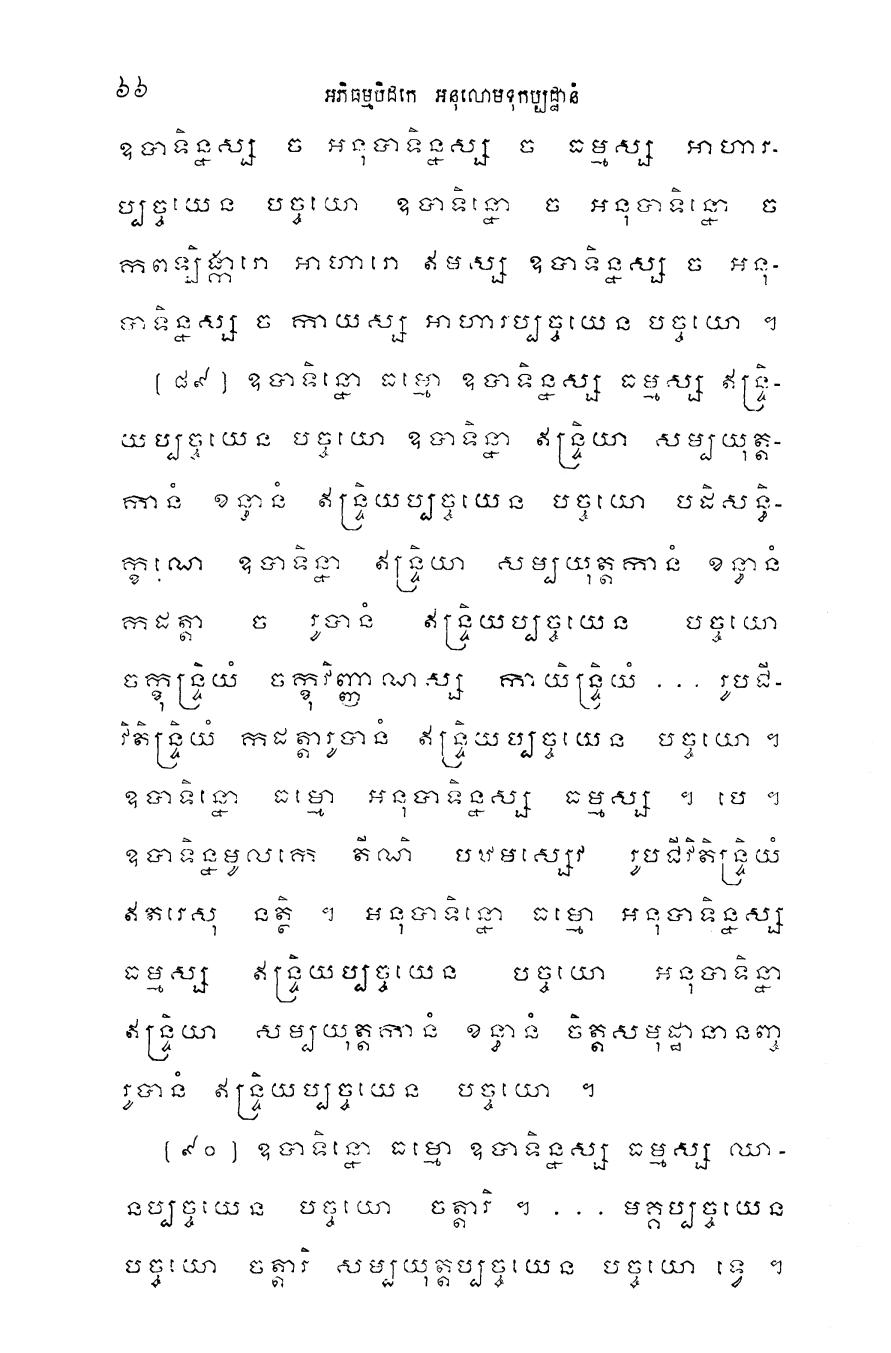 ៦៦ អភិធម្មបិដកេ អនុលោមទុកប្បដ្ឋានំ
ឧបាទិន្នស្ស ច អនុបាទិន្នស្ស ច ធម្មស្ស អាហារ-
ប្បច្ចយេន បច្ចយោ ឧបាទិន្នោ ច អនុបាទិន្នោ ច
កពឡិង្ការោ អាហារោ ឥមស្ស ឧបាទិន្នស្ស ច អនុ-
បាទិន្នស្ស ច កាយស្ស អាហារប្បច្ចយេន បច្ចយោ ។
[៨៩] ឧបាទិន្នោ ធម្មោ ឧបាទិន្នស្ស ធម្មស្ស ឥន្ទ្រិ-
យប្បច្ចយេន បច្ចយោ ឧបាទិន្នា ឥន្ទ្រិយា សម្បយុត្ត-
កានំ ខន្ធានំ ឥន្ទ្រិយប្បច្ចយេន បច្ចយោ បដិសន្ធិ-
ក្ខណេ ឧបាទិន្នា ឥន្ទ្រិយា សម្បយុត្តកានំ ខន្ធានំ
កដត្តា ច រូបានំ ឥន្ទ្រិយប្បច្ចយេន បច្ចយោ
ចក្ខុន្ទ្រិយំ ចក្ខុវិញ្ញាណស្ស កាយិន្ទ្រិយំ ... រូបជី-
វិតិន្ទ្រិយំ កដត្តារូបានំ ឥន្ទ្រិយប្បច្ចយេន បច្ចយោ ។
ឧបាទិន្នោ ធម្មោ អនុបាទិន្នស្ស ធម្មស្ស ។ បេ ។
ឧបាទិន្នមូលកេ តីណិ បឋមស្សេវ រូបជីវិតិន្ទ្រិយំ
ឥតរេសុ នត្ថិ ។ អនុបាទិន្នោ ធម្មោ អនុបាទិន្នស្ស
ធម្មស្ស ឥន្ទ្រិយប្បច្ចយេន បច្ចយោ អនុបាទិន្នា
ឥន្ទ្រិយា សម្បយុត្តកានំ ខន្ធានំ ចិត្តសមុដ្ឋានានញ្ច
រូបានំ ឥន្ទ្រិយប្បច្ចយេន បច្ចយោ ។
[៩០] ឧបាទិន្នោ ធម្មោ ឧបាទិន្នស្ស ធម្មស្ស ឈា-
នប្បច្ចយេន បច្ចយោ ចត្តារិ ។ ... មគ្គប្បច្ចយេន
បច្ចយោ ចត្តារិ សម្បយុត្តប្បច្ចយេន បច្ចយោ ទ្វេ ។